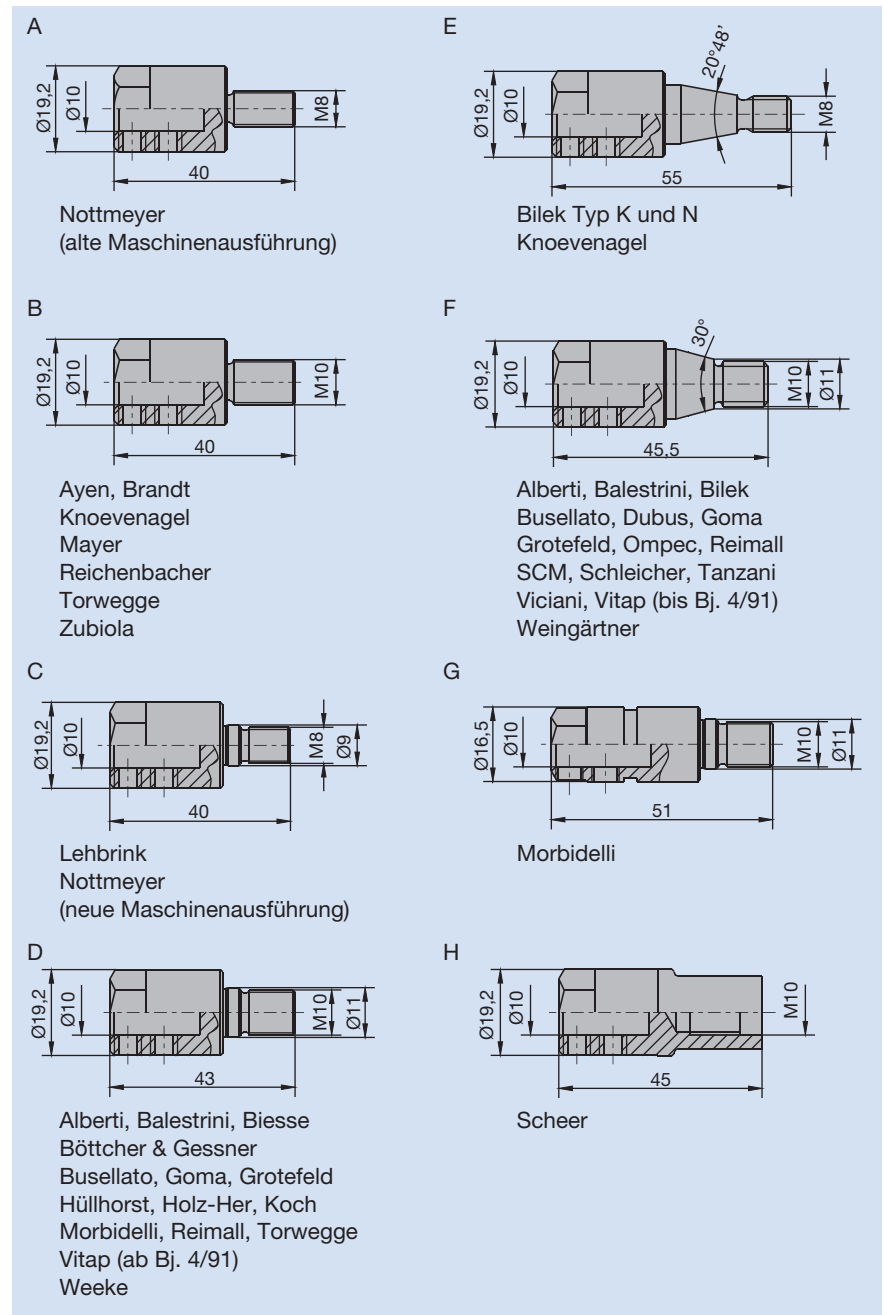 A
Ø19,2
Ø10
M8
40
Nottmeyer
(alte Maschinenausführung)
B
Ø19,2
Ø10
M10
40
Ayen, Brandt
Knoevenagel
Mayer
Reichenbacher
Torwegge
Zubiola
C
Ø19,2
Ø10
M8
Ø9
40
Lehbrink
Nottmeyer
(neue Maschinenausführung)
D
Ø19,2
Ø10
M10
Ø11
43
Alberti, Balestrini, Biesse
Böttcher & Gessner
Busellato, Goma, Grotefeld
Hüllhorst, Holz-Her, Koch
Morbidelli, Reimall, Torwegge
Vitap (ab Bj. 4/91)
Weeke
E
Ø19,2
Ø10
20°48'
M8
55
Bilek Typ K und N
Knoevenagel
F
Ø19,2
Ø10
30°
M10
Ø11
45,5
Alberti, Balestrini, Bilek
Busellato, Dubus, Goma
Grotefeld, Ompec, Reimall
SCM, Schleicher, Tanzani
Viciani, Vitap (bis Bj. 4/91)
Weingärtner
G
Ø16,5
Ø10
M10
Ø11
51
Morbidelli
H
Ø19,2
Ø10
M10
45
Scheer